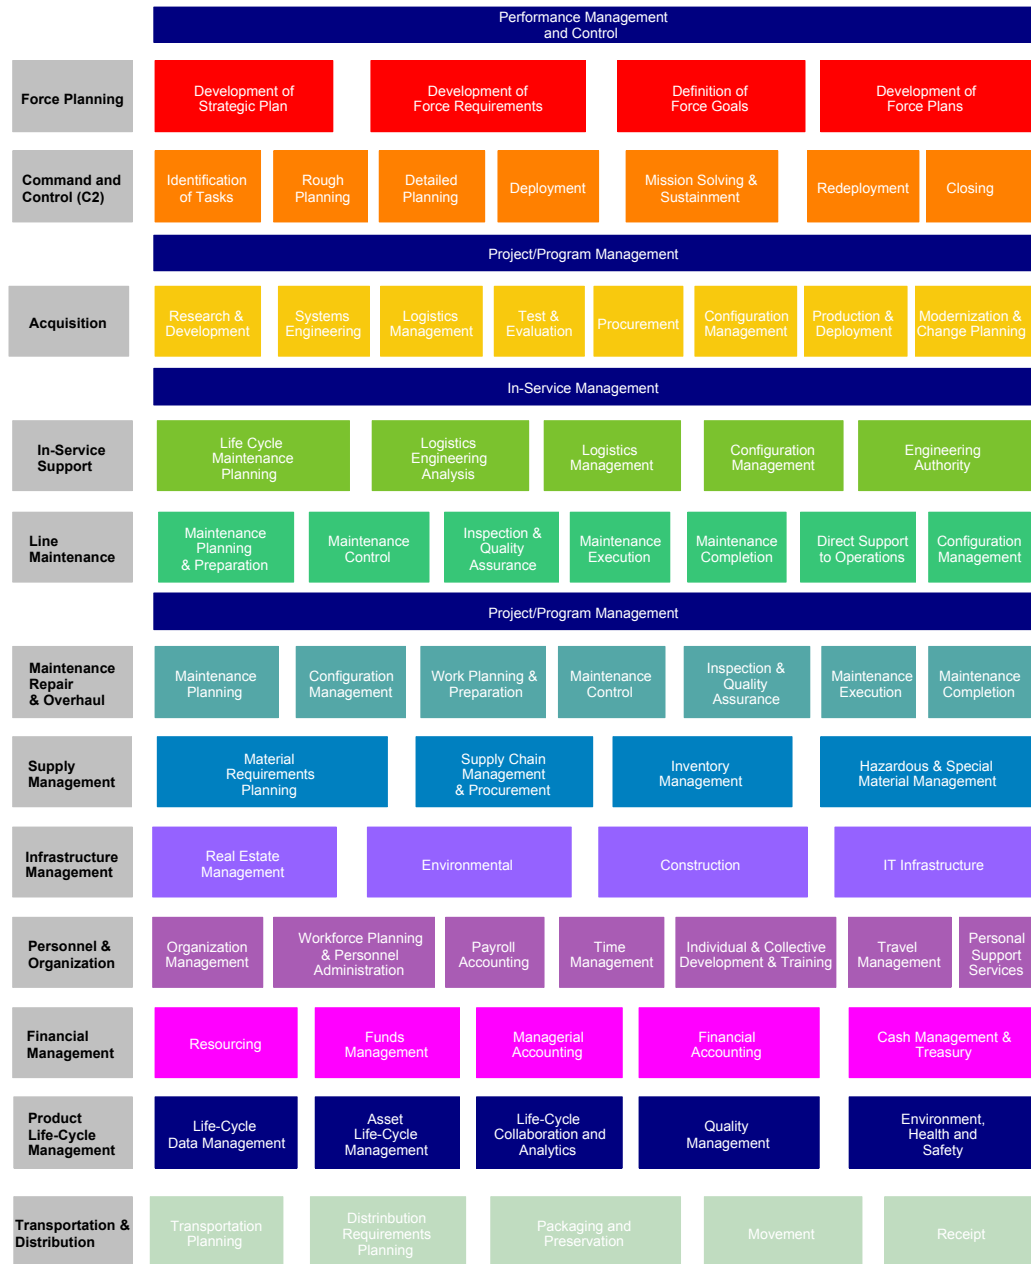 Performance Management
and Control
Force Planning
Development of
Strategic Plan
Development of
Force Requirements
Definition of
Force Goals
Development of
Force Plans
Command and
Control (C2)
Identification
of Tasks
Rough
Planning
Detailed
Planning
Deployment
Mission Solving &
Sustainment
Redeployment
Closing
Project/Program Management
Acquisition
Research &
Development
Systems
Engineering
Logistics
Management
Test &
Evaluation
Procurement
Configuration
Management
Production &
Deployment
Modernization &
Change Planning
In-Service Management
In-Service
Support
Life Cycle
Maintenance
Planning
Logistics
Engineering
Analysis
Logistics
Management
Configuration
Management
Engineering
Authority
Line
Maintenance
Maintenance
Planning
& Preparation
Maintenance
Control
Inspection &
Quality
Assurance
Maintenance
Execution
Maintenance
Completion
Direct Support
to Operations
Configuration
Management
Project/Program Management
Maintenance
Repair
& Overhaul
Maintenance
Planning
Configuration
Management
Work Planning &
Preparation
Maintenance
Control
Inspection &
Quality
Assurance
Maintenance
Execution
Maintenance
Completion
Supply
Management
Material
Requirements
Planning
Supply Chain
Management
& Procurement
Inventory
Management
Hazardous & Special
Material Management
Infrastructure
Management
Real Estate
Management
Environmental
Construction
IT Infrastructure
Personnel &
Organization
Organization
Management
Workforce Planning
& Personnel
Administration
Payroll
Accounting
Time
Management
Individual & Collective
Development & Training
Travel
Management
Personal
Support
Services
Financial
Management
Resourcing
Funds
Management
Managerial
Accounting
Financial
Accounting
Cash Management &
Treasury
Product
Life-Cycle
Management
Life-Cycle
Data Management
Asset
Life-Cycle
Management
Life-Cycle
Collaboration and
Analytics
Quality
Management
Environment,
Health and
Safety
Transportation &
Distribution
Transportation
Planning
Distrinbution
Requirements
Planning
Packaging and
Preservation
Movement
Receipt